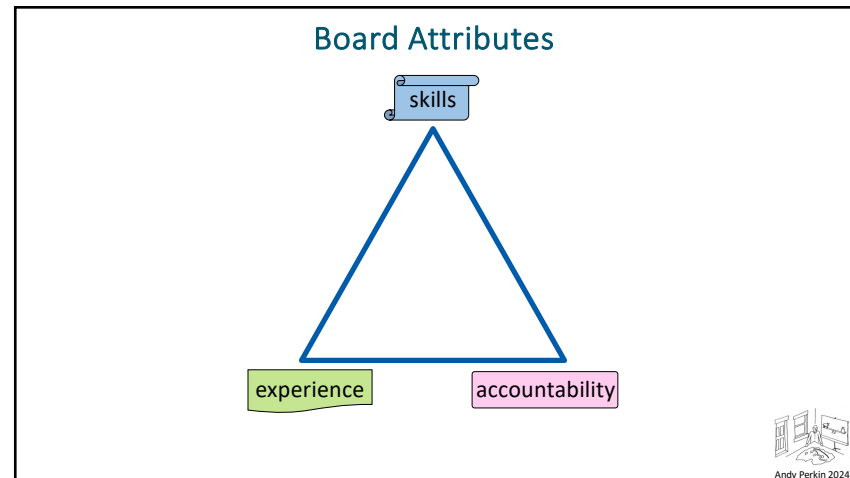 Board Attributes
skills
experience
accountability
Andy Perkin 2024